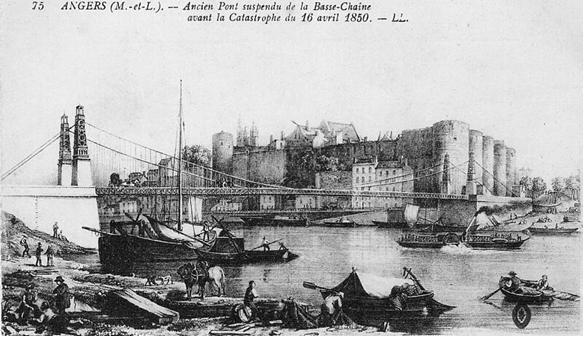 75 ANGERS (M.-et-L.). — Ancien Pont suspendu de la Basse-Chaine
avant la Catastrophe du 16 avril 1850. — LL.